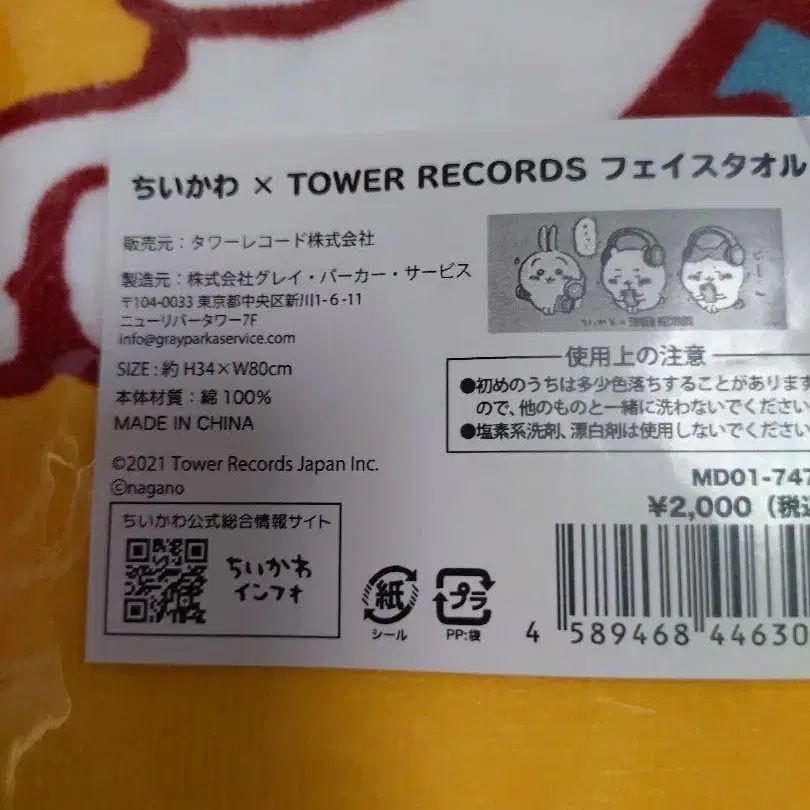 ちいかわ × TOWER RECORDS フェイスタオル
販売元：タワーレコード株式会社
製造元：株式会社グレイ・パーカー・サービス
〒104-0033 東京都中央区新川1-6-11
ニューリバータワー7F
info@grayparkaservice.com
SIZE : 約 H34×W80cm
本体材質：綿 100%
MADE IN CHINA
©2021 Tower Records Japan Inc.
©nagano
ちいかわ公式総合情報サイト
ちいかわ
インフォ
紙
シール
プラ
PP:袋
ちいかわ × TOWER RECORDS
使用上の注意
●初めのうちは多少色落ちすることがあります
ので、他のものと一緒に洗わないでください
●塩素系洗剤、漂白剤は使用しないでください
MD01-747
¥2,000（税込
4 589468 44630